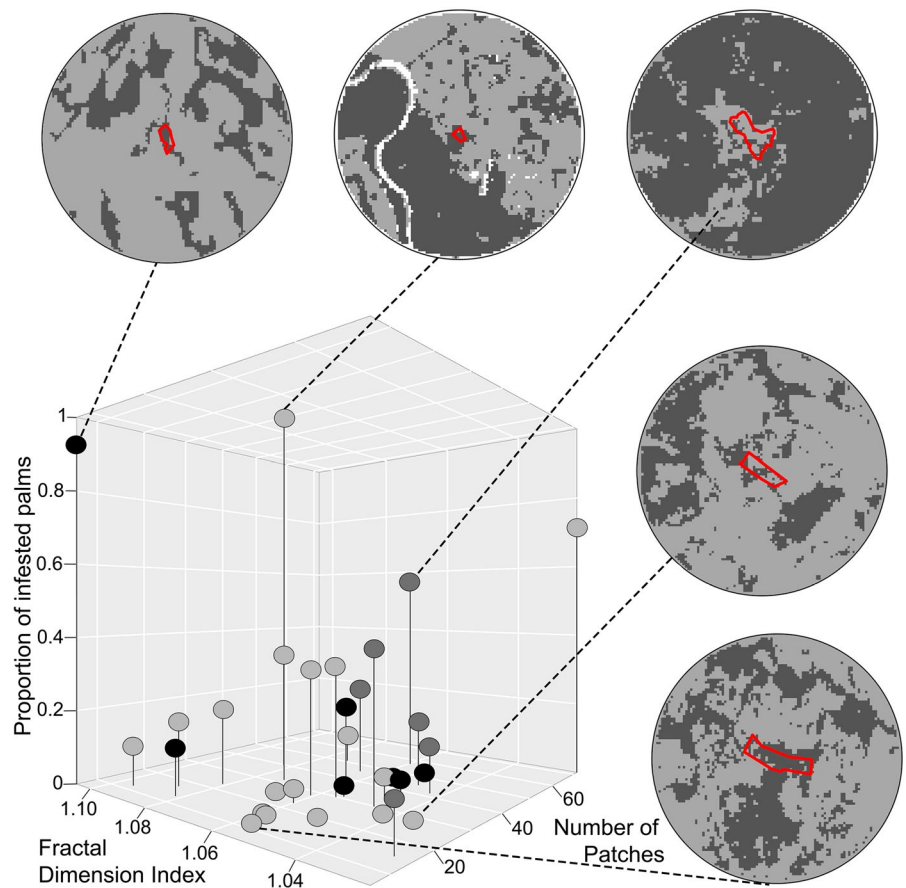 1
0.8
0.6
0.4
0.2
0
Proportion of infested palms
1.10
1.08
1.06
1.04
Fractal
Dimension Index
20
40
60
Number of
Patches